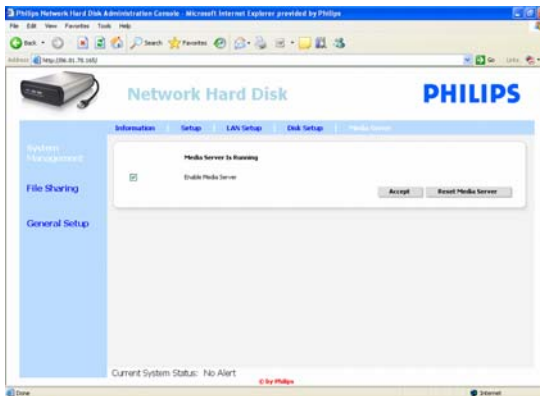 Philips Network Hard Disk Administration Console - Microsoft Internet Explorer provided by Philips
File Edit View Favorites Tools Help
Back Search Favorites
Address Go Links
Network Hard Disk
PHILIPS
Information Setup LAN Setup Disk Setup Media Server
System Management
File Sharing
General Setup
Media Server Is Running
Enable Media Server
Accept Reset Media Server
Current System Status: No Alert
© by Philips
Done Internet